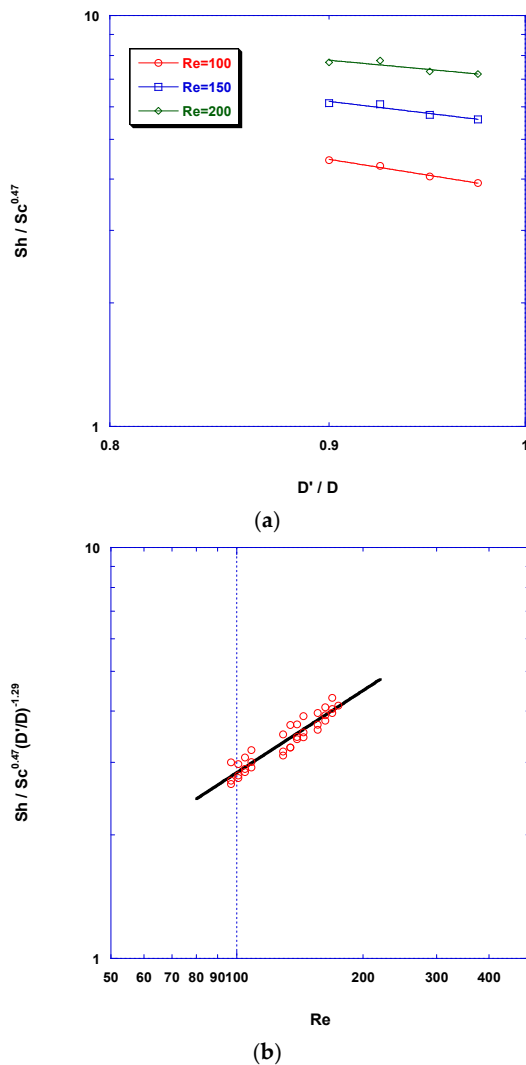 10
Re=100
Re=150
Re=200
Sh / Sc^0.47
1
0.8
0.9
1
D' / D
(a)
10
Sh / Sc^0.47(D'/D)^-1.29
1
50
60
70
80
90
100
200
300
400
Re
(b)